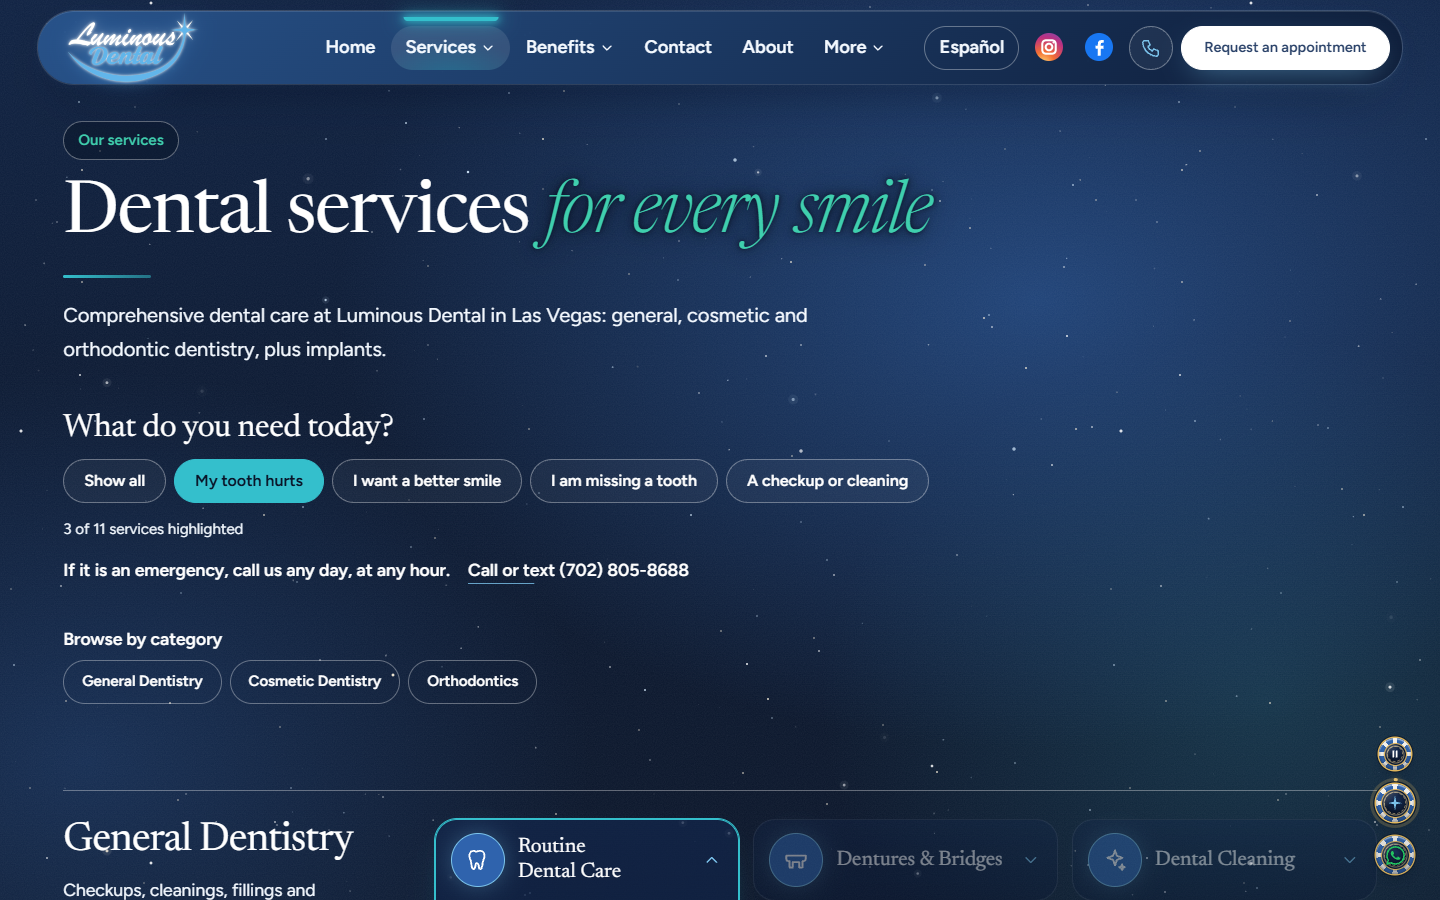 Luminous
Dental
Home
Services
Benefits
Contact
About
More
Español
Request an appointment
Our services
Dental services for every smile
Comprehensive dental care at Luminous Dental in Las Vegas: general, cosmetic and
orthodontic dentistry, plus implants.
What do you need today?
Show all
My tooth hurts
I want a better smile
I am missing a tooth
A checkup or cleaning
3 of 11 services highlighted
If it is an emergency, call us any day, at any hour.
Call or text (702) 805-8688
Browse by category
General Dentistry
Cosmetic Dentistry
Orthodontics
General Dentistry
Checkups, cleanings, fillings and
Routine
Dental Care
Dentures & Bridges
Dental Cleaning